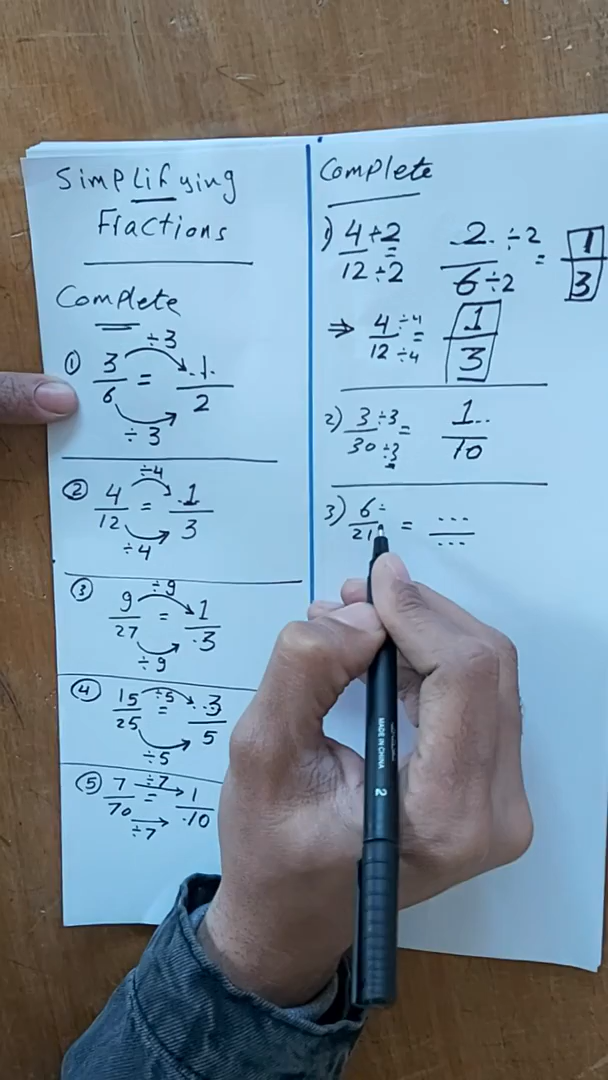 Simplifying
Fractions
Complete
① 3/6 = 1/2
÷3
÷3
② 4/12 = 1/3
÷4
÷4
③ 9/27 = 1/3
÷9
÷9
④ 15/25 = 3/5
÷5
÷5
⑤ 7/70 = 1/10
÷7
÷7
Complete
1) 4÷2/12÷2 = 2÷2/6÷2 = 1/3
⇒ 4÷4/12÷4 = 1/3
2) 3÷3/30÷3 = 1/10
3) 6÷/21 = .../...
MADE IN CHINA 2